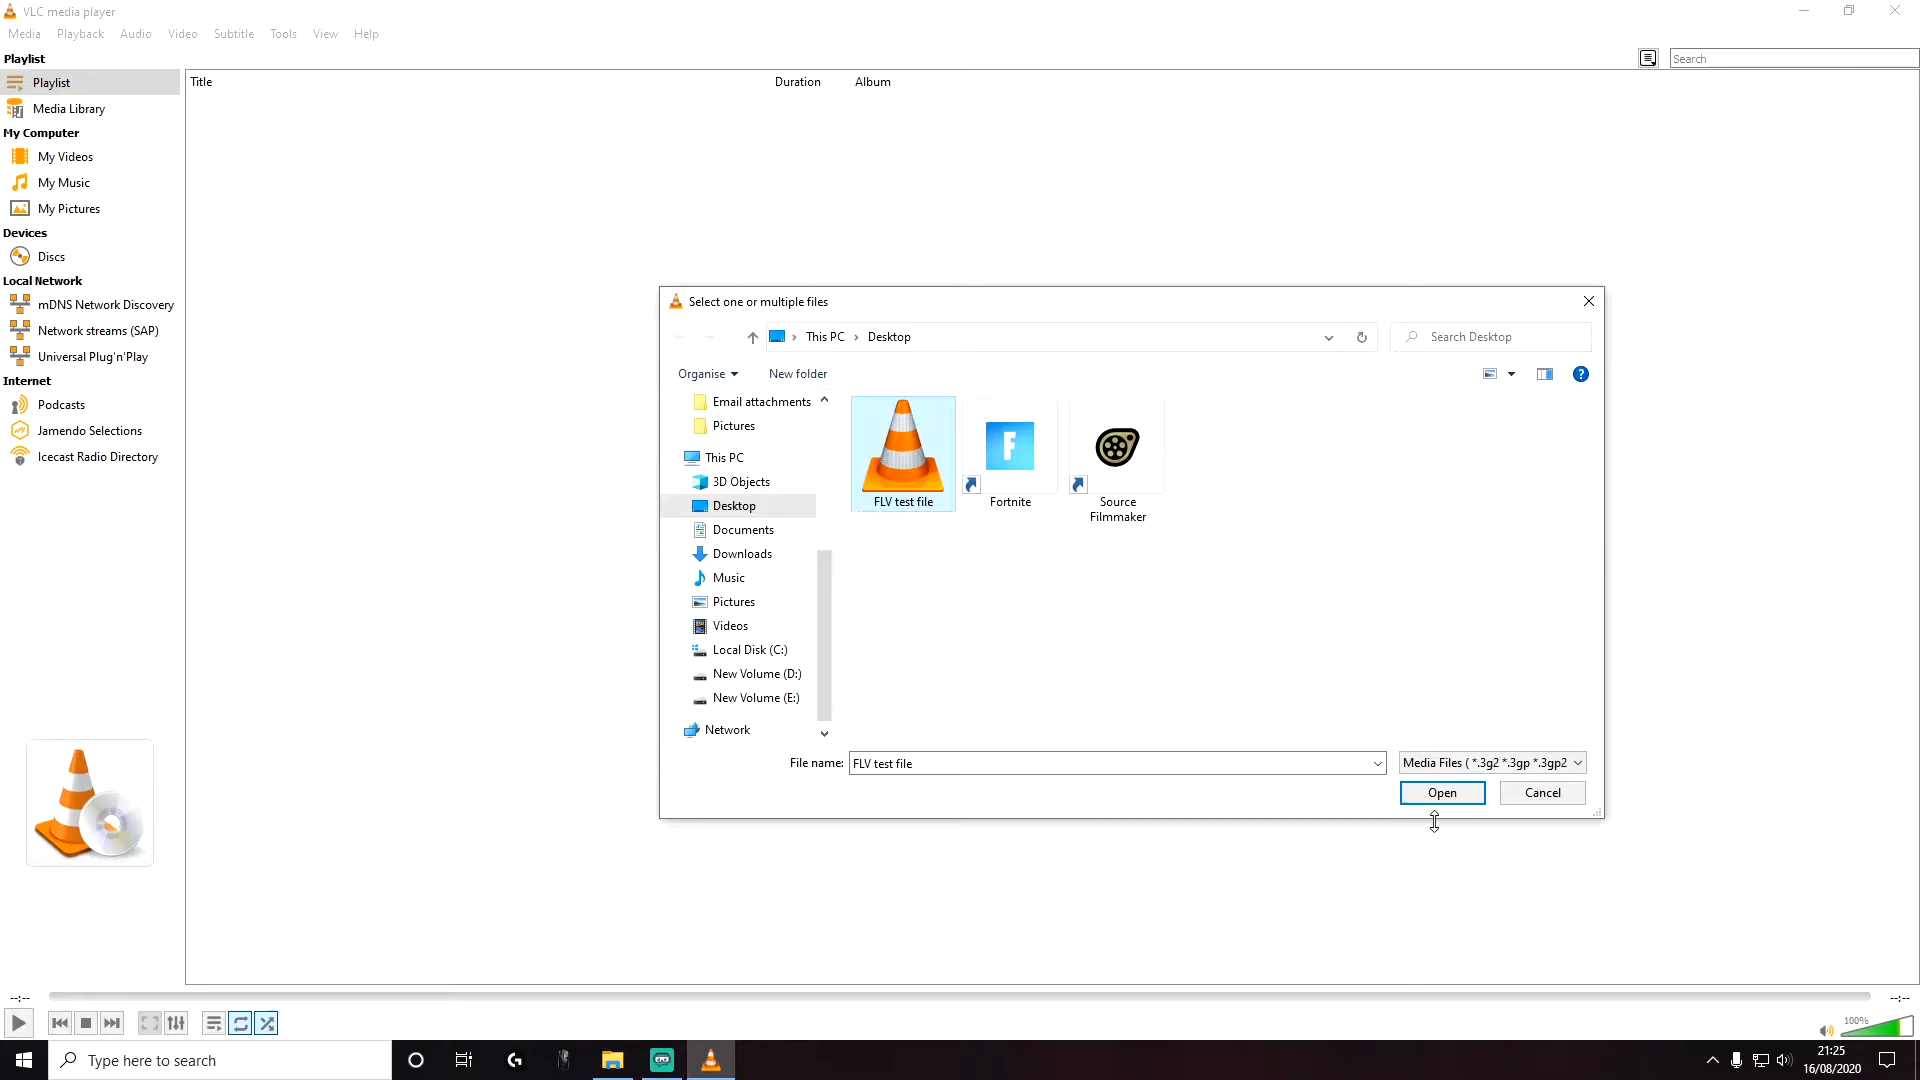 VLC media player
Media Playback Audio Video Subtitle Tools View Help
Playlist
Search
Playlist
Title Duration Album
Media Library
My Computer
My Videos
My Music
My Pictures
Devices
Discs
Local Network
mDNS Network Discovery
Network streams (SAP)
Universal Plug'n'Play
Internet
Podcasts
Jamendo Selections
Icecast Radio Directory
Select one or multiple files
This PC › Desktop
Search Desktop
Organise
New folder
Email attachments
Pictures
This PC
3D Objects
Desktop
Documents
Downloads
Music
Pictures
Videos
Local Disk (C:)
New Volume (D:)
New Volume (E:)
Network
FLV test file
Fortnite
Source
Filmmaker
File name: FLV test file
Media Files ( *.3g2 *.3gp *.3gp2
Open
Cancel
--:--
--:--
100%
Type here to search
21:25
16/08/2020